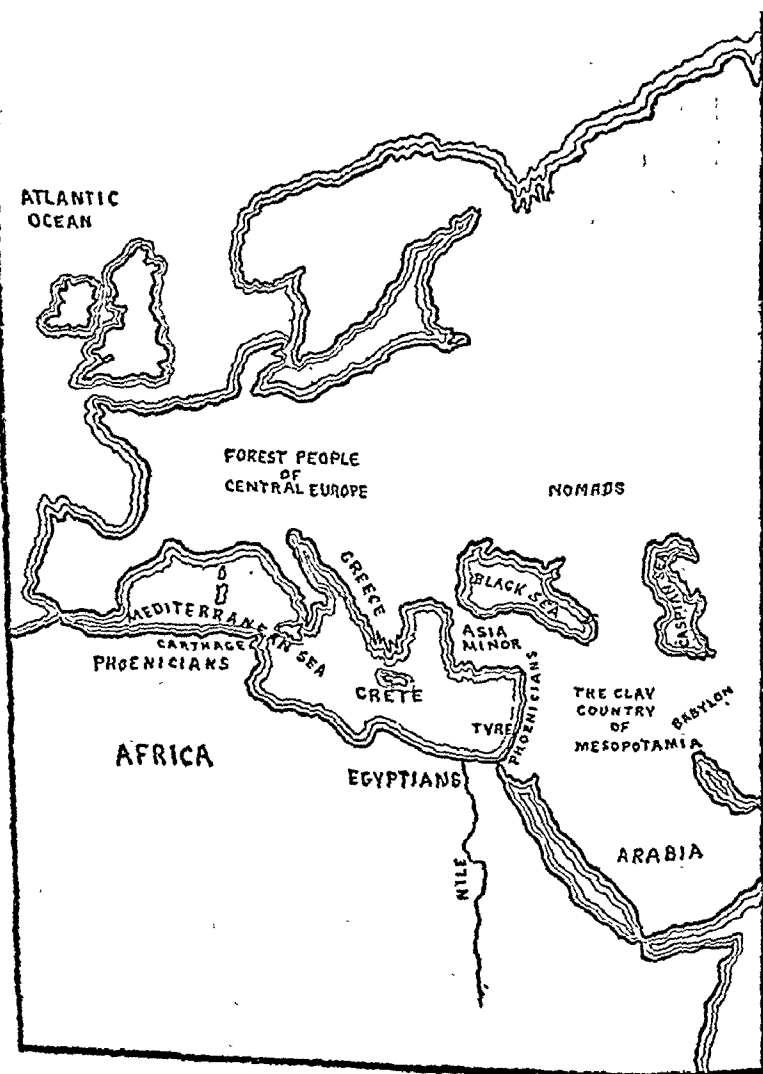 ATLANTIC
OCEAN
FOREST PEOPLE
OF
CENTRAL EUROPE
NOMADS
GREECE
BLACK SEA
CASPIAN SEA
MEDITERRANEAN SEA
CARTHAGE
PHOENICIANS
ASIA
MINOR
CRETE
TYRE
PHOENICIANS
THE CLAY
COUNTRY
OF
MESOPOTAMIA
BABYLON
AFRICA
EGYPTIANS
NILE
ARABIA